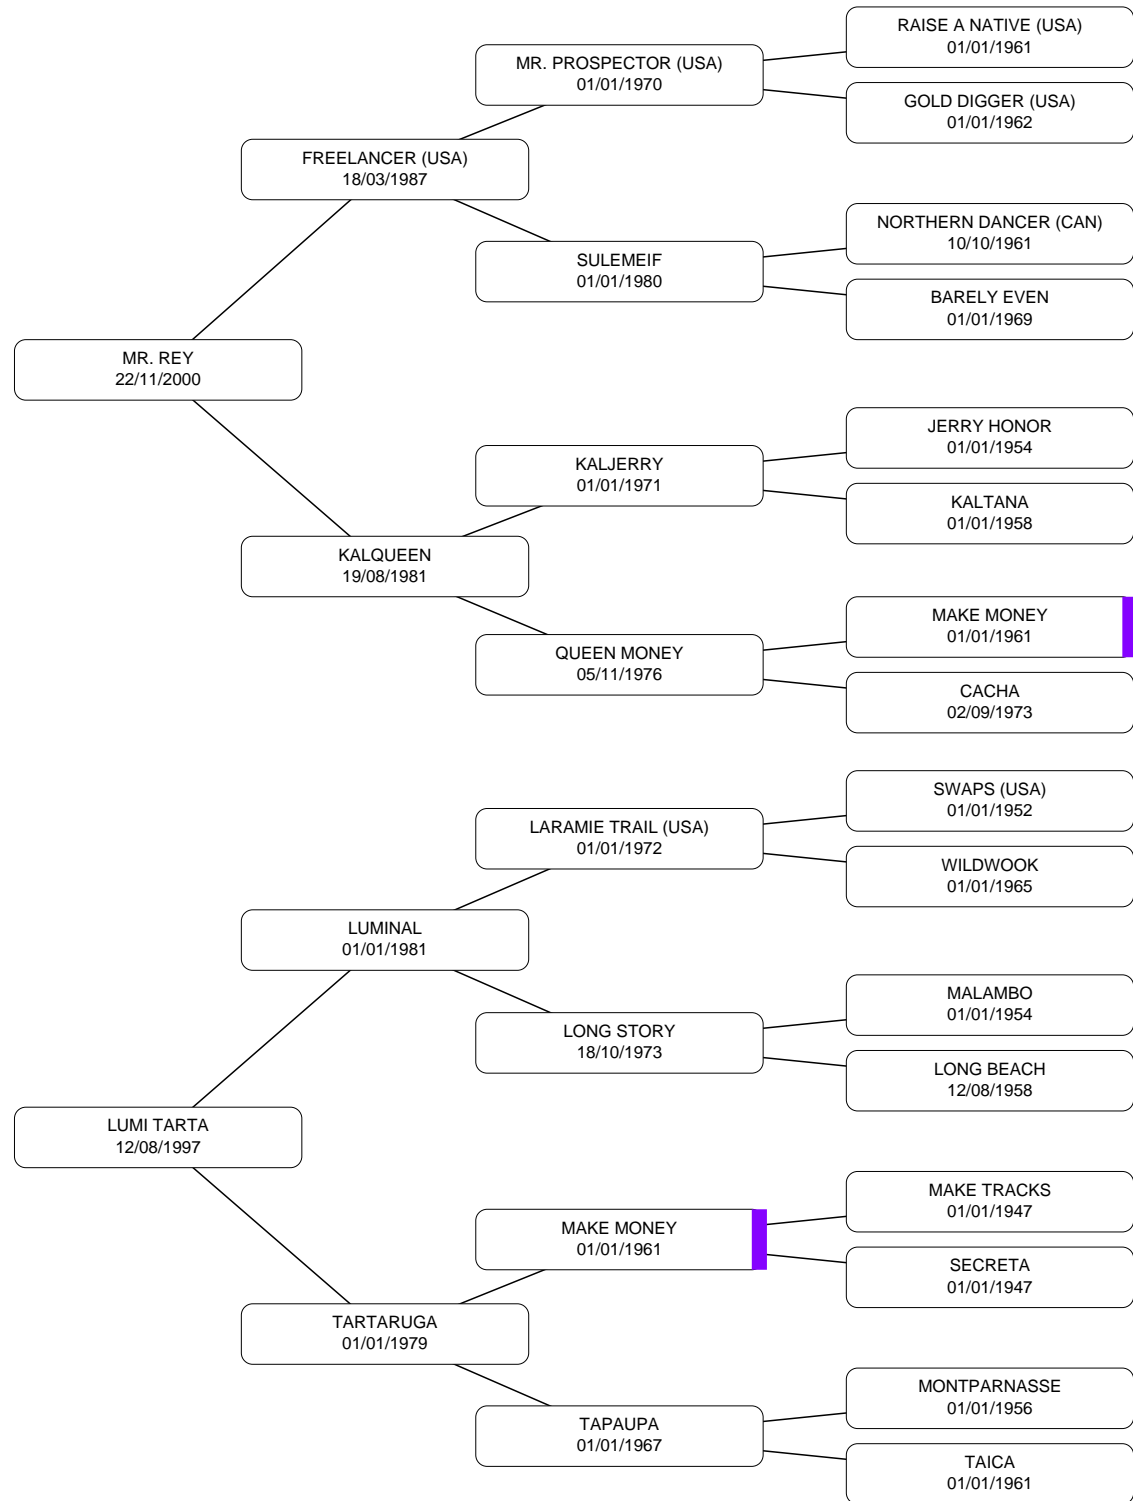 RAISE A NATIVE (USA)
01/01/1961
MR. PROSPECTOR (USA)
01/01/1970
GOLD DIGGER (USA)
01/01/1962
FREELANCER (USA)
18/03/1987
NORTHERN DANCER (CAN)
10/10/1961
SULEMEIF
01/01/1980
BARELY EVEN
01/01/1969
MR. REY
22/11/2000
JERRY HONOR
01/01/1954
KALJERRY
01/01/1971
KALTANA
01/01/1958
KALQUEEN
19/08/1981
MAKE MONEY
01/01/1961
QUEEN MONEY
05/11/1976
CACHA
02/09/1973
SWAPS (USA)
01/01/1952
LARAMIE TRAIL (USA)
01/01/1972
WILDWOOK
01/01/1965
LUMINAL
01/01/1981
MALAMBO
01/01/1954
LONG STORY
18/10/1973
LONG BEACH
12/08/1958
LUMI TARTA
12/08/1997
MAKE TRACKS
01/01/1947
MAKE MONEY
01/01/1961
SECRETA
01/01/1947
TARTARUGA
01/01/1979
MONTPARNASSE
01/01/1956
TAPAUPA
01/01/1967
TAICA
01/01/1961